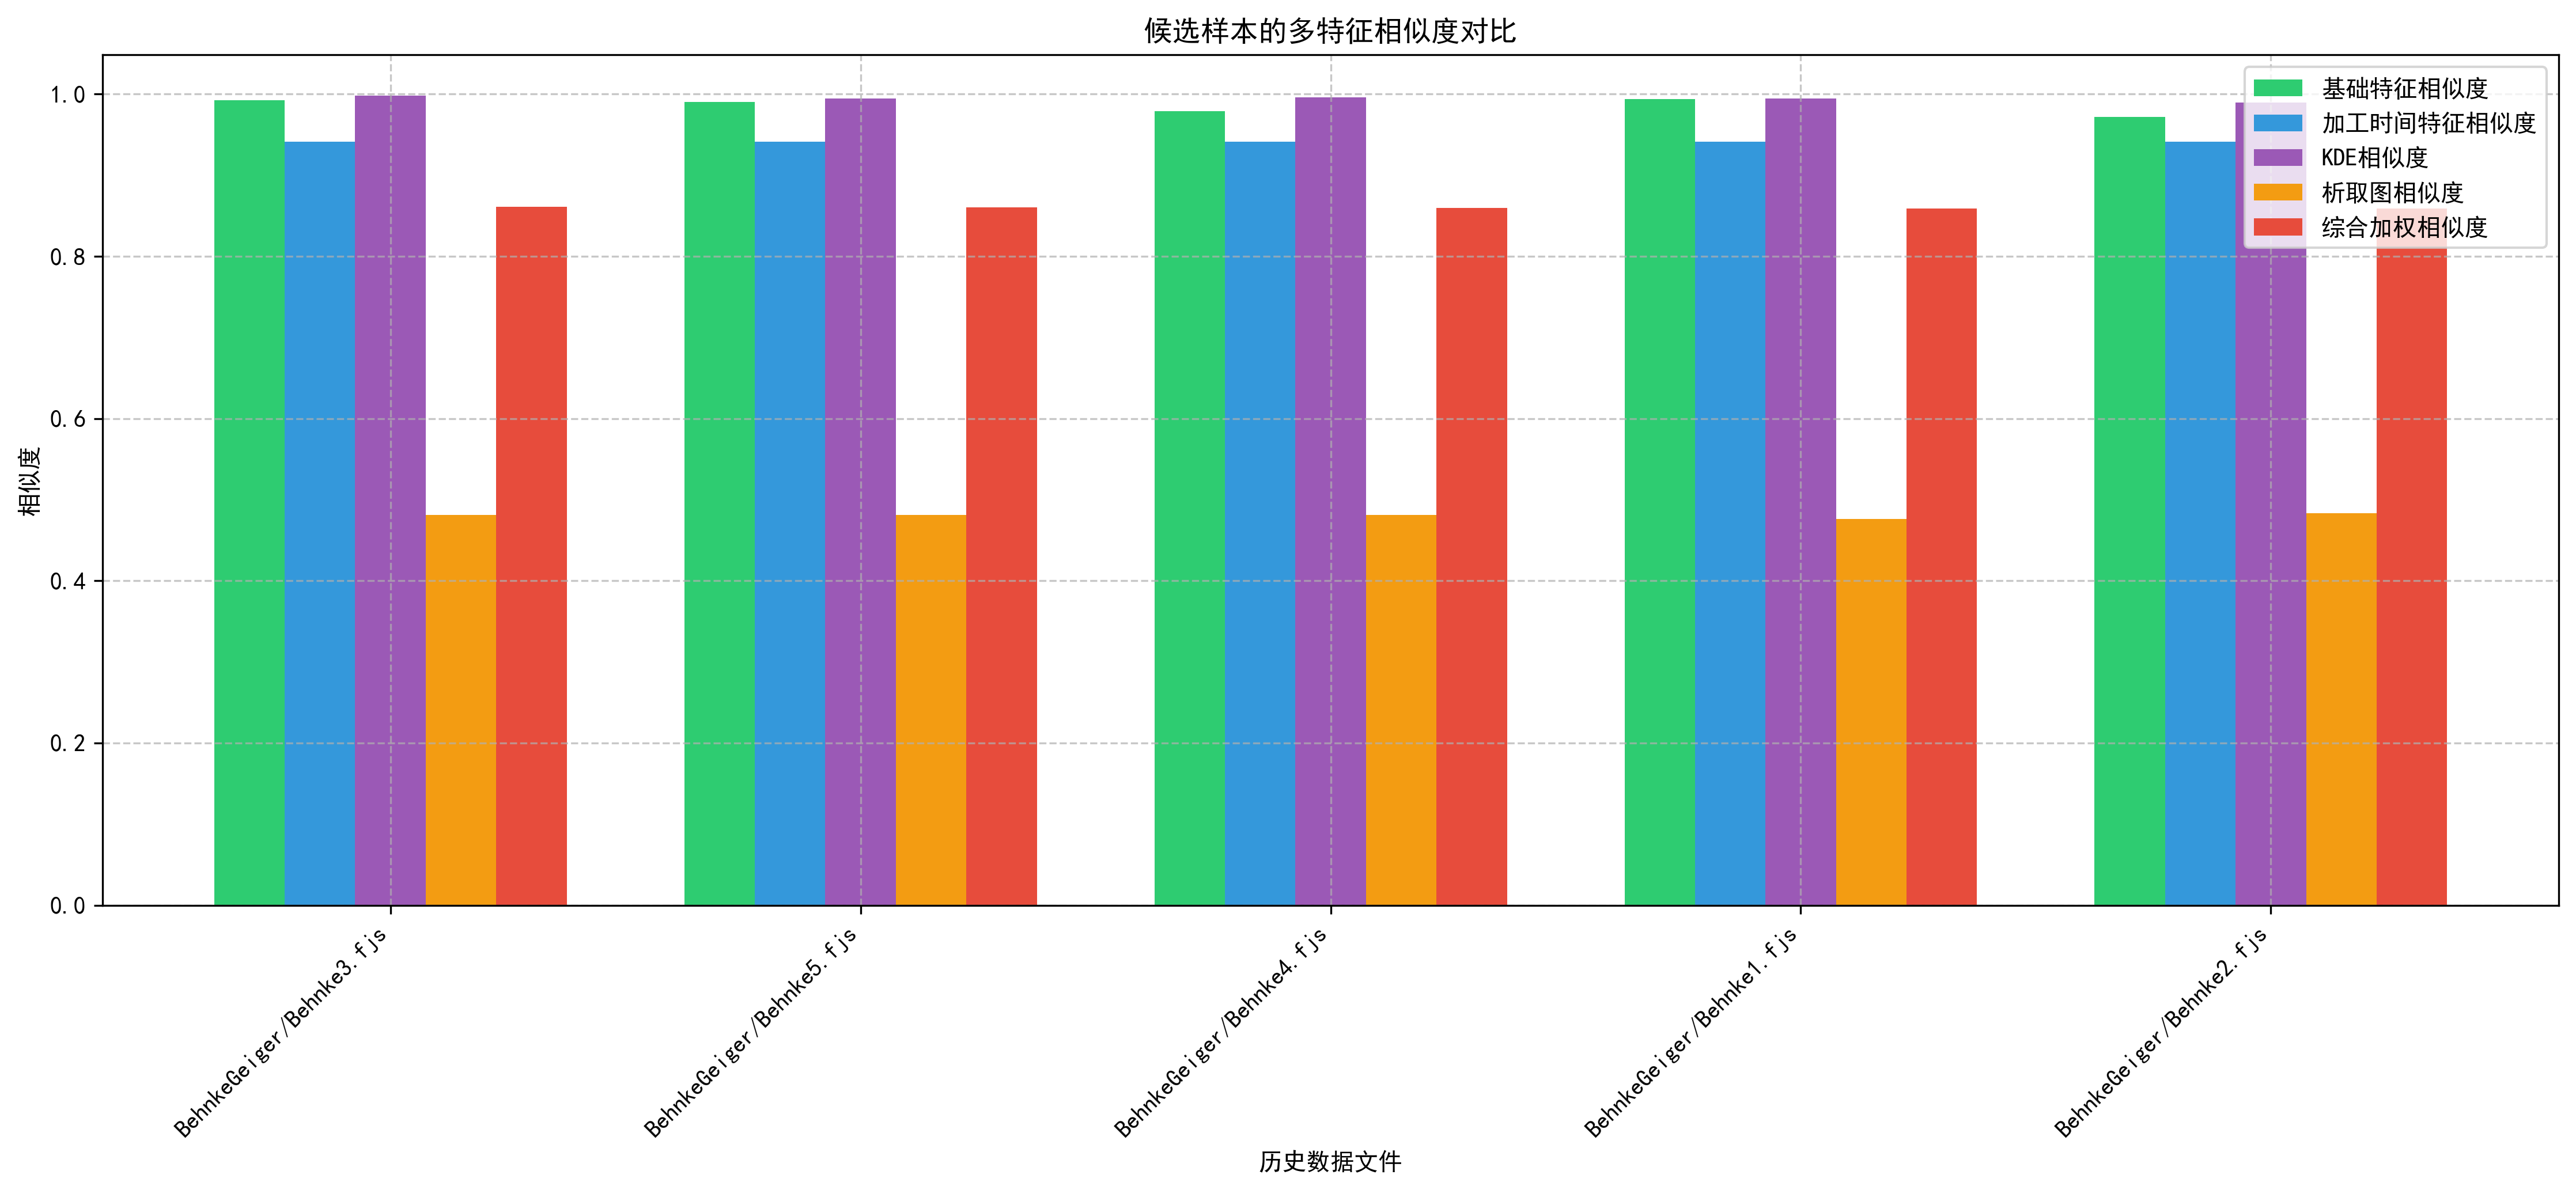 候选样本的多特征相似度对比
基础特征相似度
加工时间特征相似度
KDE相似度
析取图相似度
综合加权相似度
相似度
1.0
0.8
0.6
0.4
0.2
0.0
BehnkeGeiger/Behnke3.fjs
BehnkeGeiger/Behnke5.fjs
BehnkeGeiger/Behnke4.fjs
BehnkeGeiger/Behnke1.fjs
BehnkeGeiger/Behnke2.fjs
历史数据文件